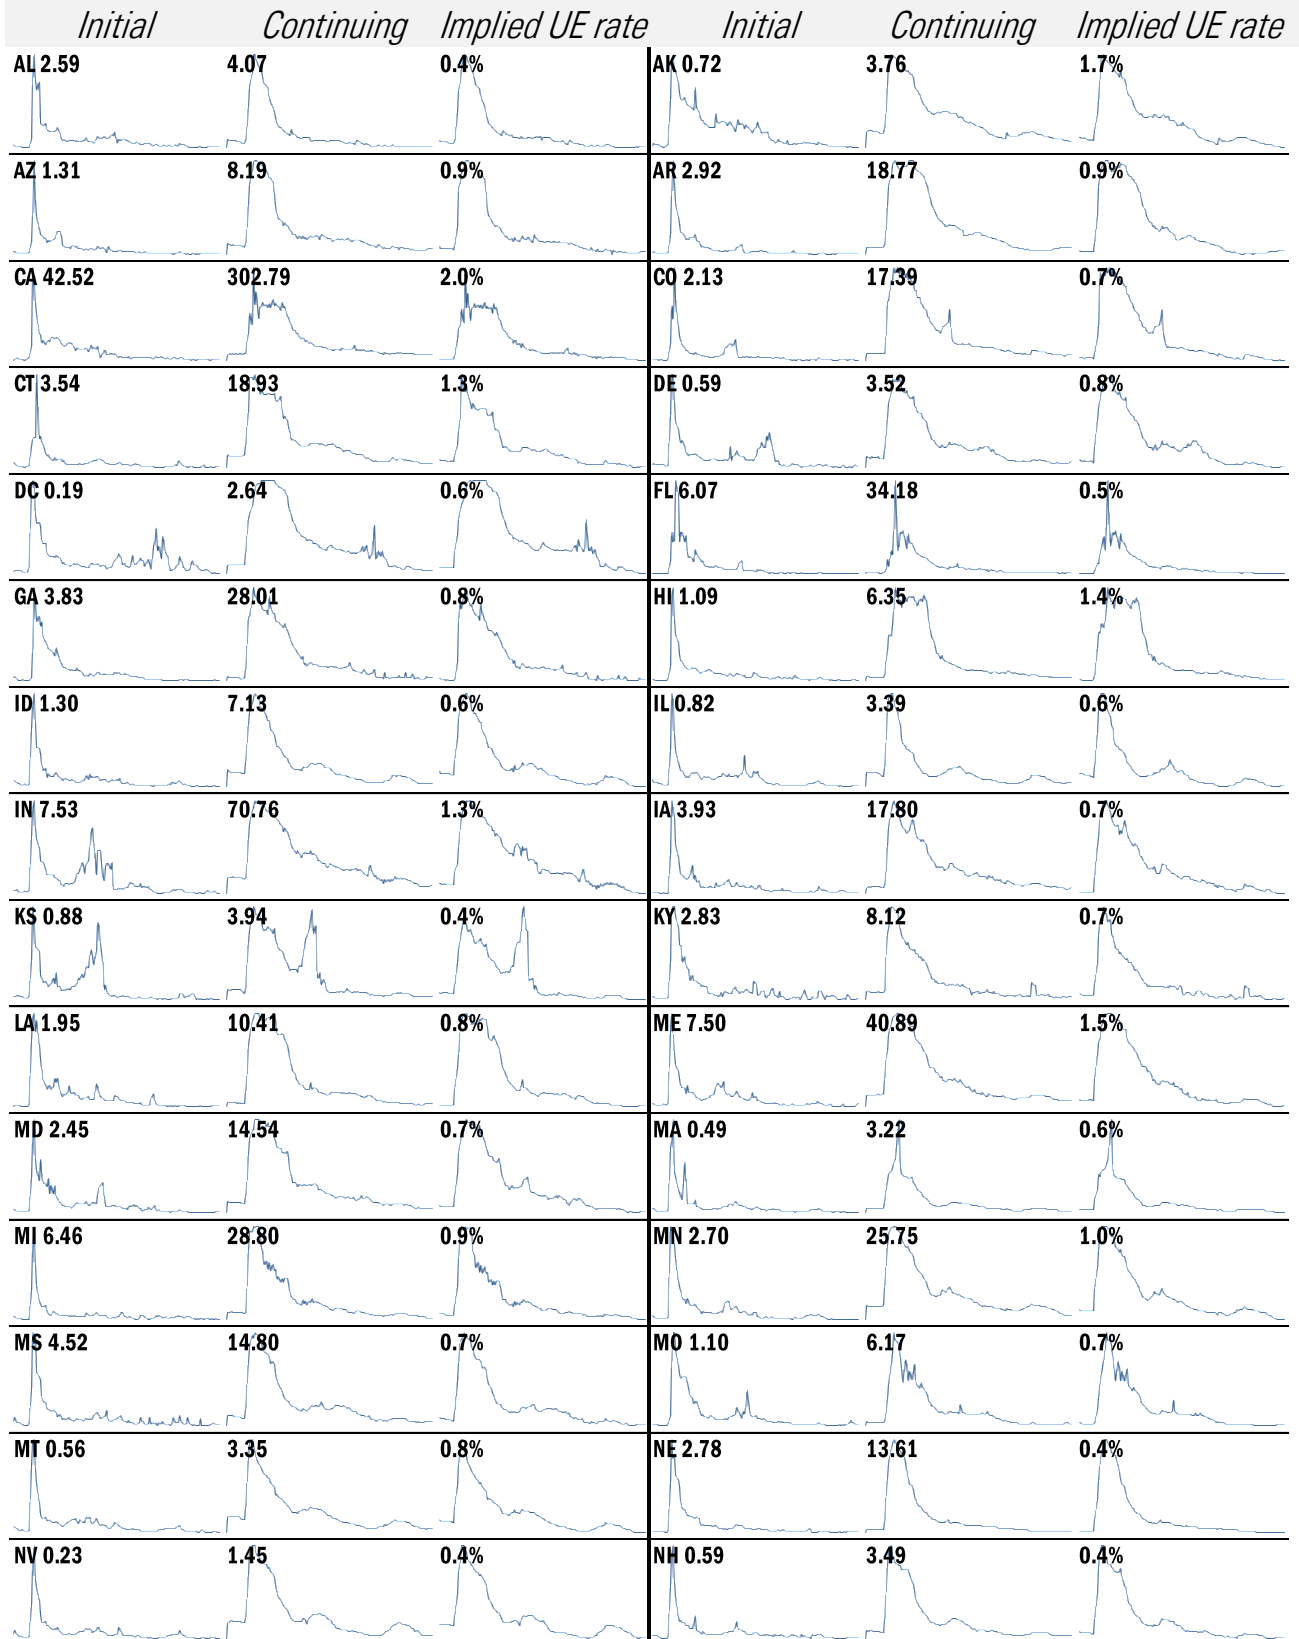 Initial Continuing Implied UE rate Initial Continuing Implied UE rate
AL 2.59 4.07 0.4% AK 0.72 3.76 1.7%
AZ 1.31 8.19 0.9% AR 2.92 18.77 0.9%
CA 42.52 302.79 2.0% CO 2.13 17.39 0.7%
CT 3.54 18.93 1.3% DE 0.59 3.52 0.8%
DC 0.19 2.64 0.6% FL 6.07 34.18 0.5%
GA 3.83 28.01 0.8% HI 1.09 6.35 1.4%
ID 1.30 7.13 0.6% IL 0.82 3.39 0.6%
IN 7.53 70.76 1.3% IA 3.93 17.80 0.7%
KS 0.88 3.94 0.4% KY 2.83 8.12 0.7%
LA 1.95 10.41 0.8% ME 7.50 40.89 1.5%
MD 2.45 14.54 0.7% MA 0.49 3.22 0.6%
MI 6.46 28.80 0.9% MN 2.70 25.75 1.0%
MS 4.52 14.80 0.7% MO 1.10 6.17 0.7%
MT 0.56 3.35 0.8% NE 2.78 13.61 0.4%
NV 0.23 1.45 0.4% NH 0.59 3.49 0.4%